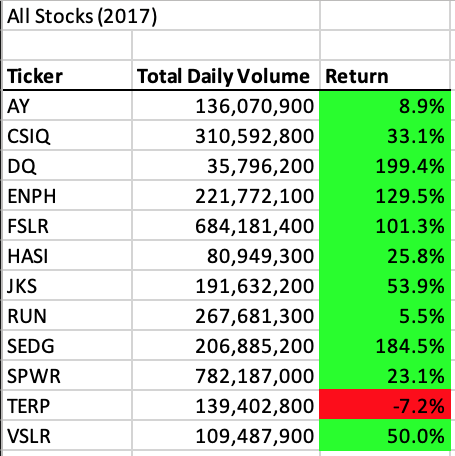 All Stocks (2017)
Ticker Total Daily Volume Return
AY 136,070,900 8.9%
CSIQ 310,592,800 33.1%
DQ 35,796,200 199.4%
ENPH 221,772,100 129.5%
FSLR 684,181,400 101.3%
HASI 80,949,300 25.8%
JKS 191,632,200 53.9%
RUN 267,681,300 5.5%
SEDG 206,885,200 184.5%
SPWR 782,187,000 23.1%
TERP 139,402,800 -7.2%
VSLR 109,487,900 50.0%